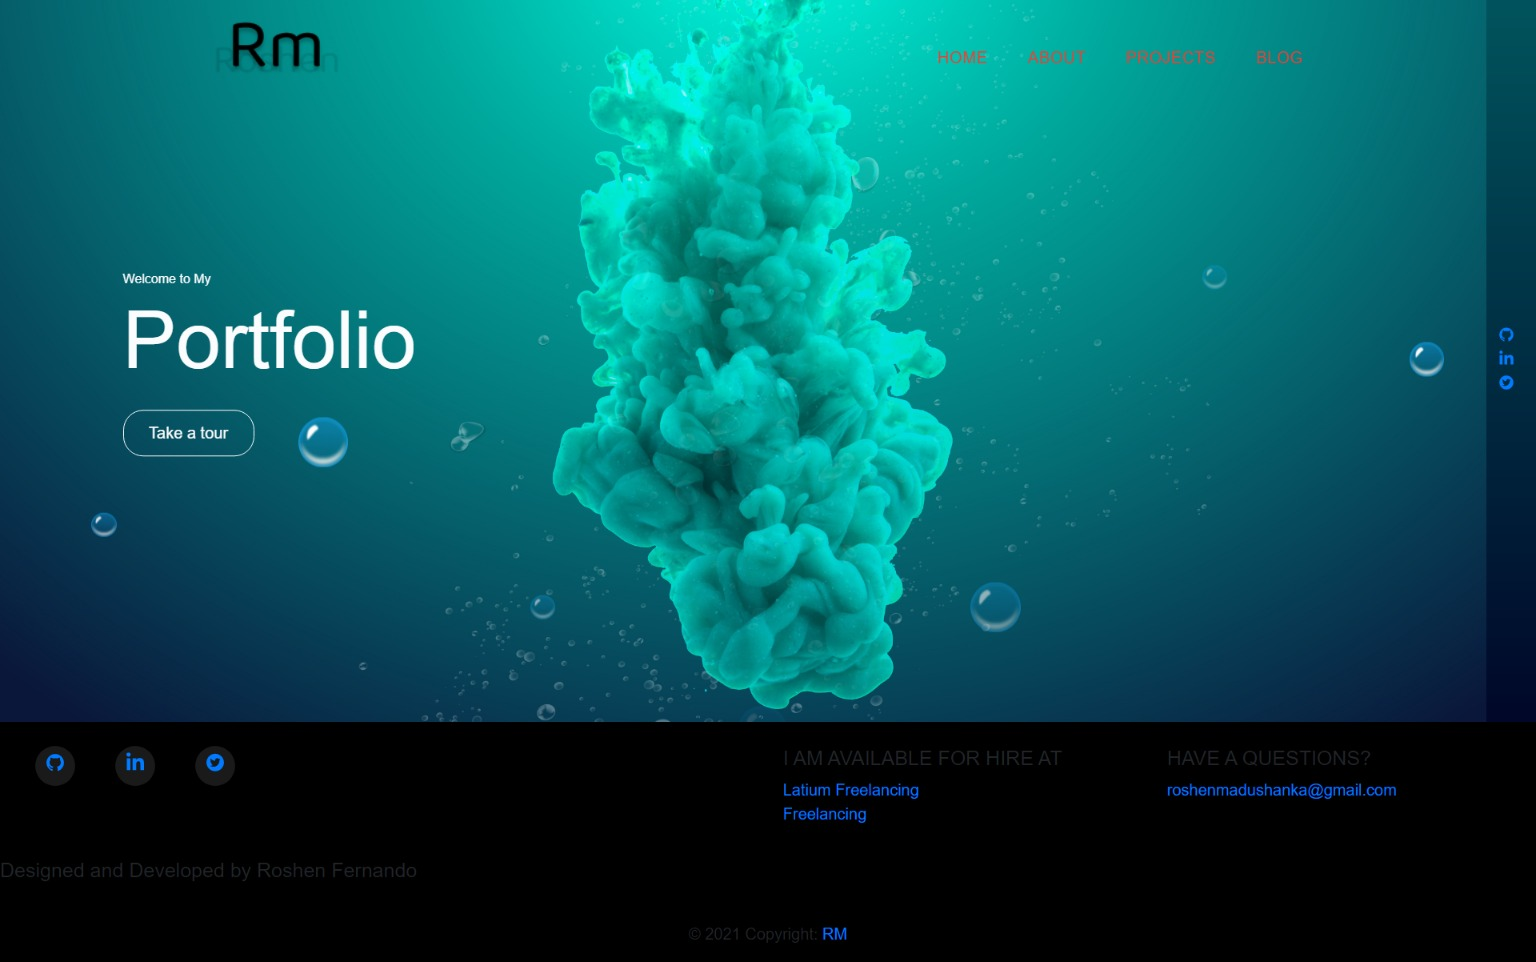 Rm
Roshen
HOME
ABOUT
PROJECTS
BLOG
Welcome to My
Portfolio
Take a tour
I AM AVAILABLE FOR HIRE AT
Latium Freelancing
Freelancing
HAVE A QUESTIONS?
roshenmadushanka@gmail.com
Designed and Developed by Roshen Fernando
© 2021 Copyright: RM